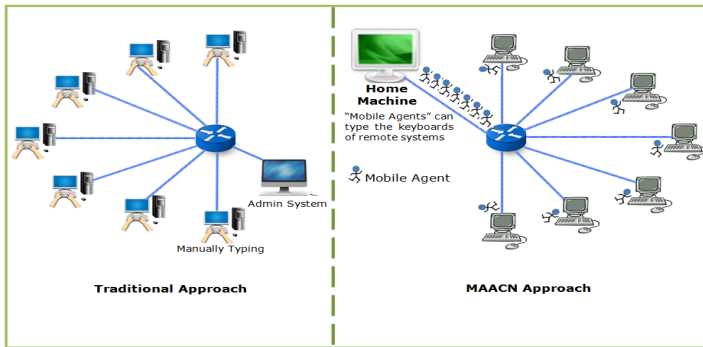 Admin System
Manually Typing
Traditional Approach
Home
Machine
“Mobile Agents” can
type the keyboards
of remote systems
Mobile Agent
MAACN Approach